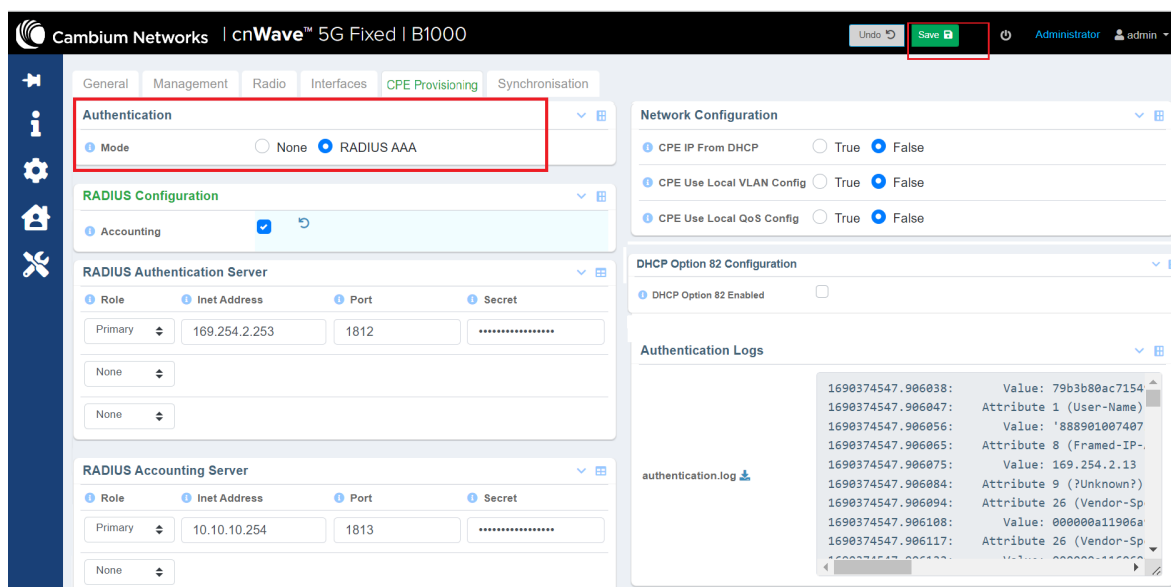 Cambium Networks | cnWave™ 5G Fixed | B1000
Undo Save Administrator admin
General Management Radio Interfaces CPE Provisioning Synchronisation
Authentication
Mode None RADIUS AAA
RADIUS Configuration
Accounting
RADIUS Authentication Server
Role Inet Address Port Secret
Primary 169.254.2.253 1812 •••••••••••••••••
None
None
RADIUS Accounting Server
Role Inet Address Port Secret
Primary 10.10.10.254 1813 •••••••••••••••••
None
Network Configuration
CPE IP From DHCP True False
CPE Use Local VLAN Config True False
CPE Use Local QoS Config True False
DHCP Option 82 Configuration
DHCP Option 82 Enabled
Authentication Logs
authentication.log
1690374547.906038: Value: 79b3b80ac7154
1690374547.906047: Attribute 1 (User-Name)
1690374547.906056: Value: '888901007407
1690374547.906065: Attribute 8 (Framed-IP-
1690374547.906075: Value: 169.254.2.13
1690374547.906084: Attribute 9 (?Unknown?)
1690374547.906094: Attribute 26 (Vendor-Sp
1690374547.906108: Value: 000000a11906a
1690374547.906117: Attribute 26 (Vendor-Sp